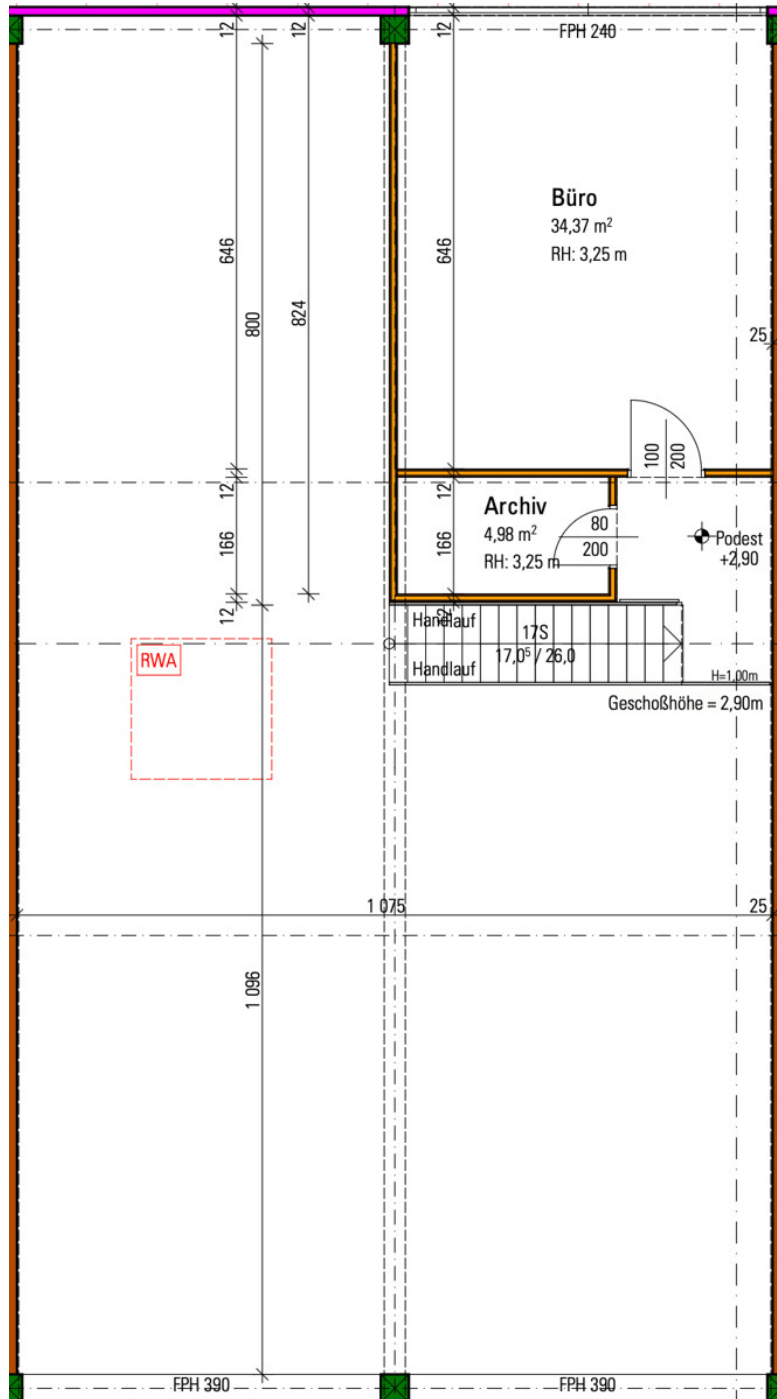 12
12
12
FPH 240
Büro
34,37 m²
RH: 3,25 m
646
800
824
646
25
100
200
12
166
12
12
166
12
Archiv
4,98 m²
RH: 3,25 m
80
200
Podest
+2,90
Handlauf
17S
17,0⁵ / 26,0
Handlauf
H=1,00m
Geschoßhöhe = 2,90m
RWA
1 075
25
1 096
FPH 390
FPH 390